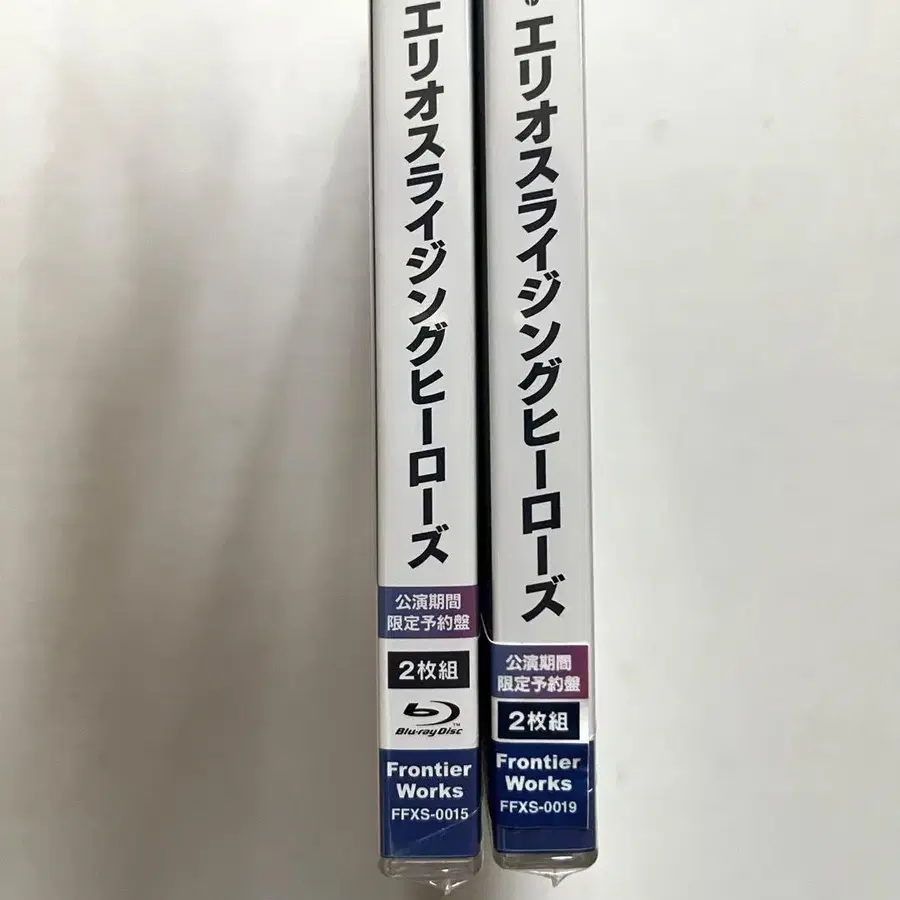 エリオスライジングヒーローズ
公演期間
限定予約盤
2枚組
Blu-ray Disc™
Frontier
Works
FFXS-0015
エリオスライジングヒーローズ
公演期間
限定予約盤
2枚組
Frontier
Works
FFXS-0019